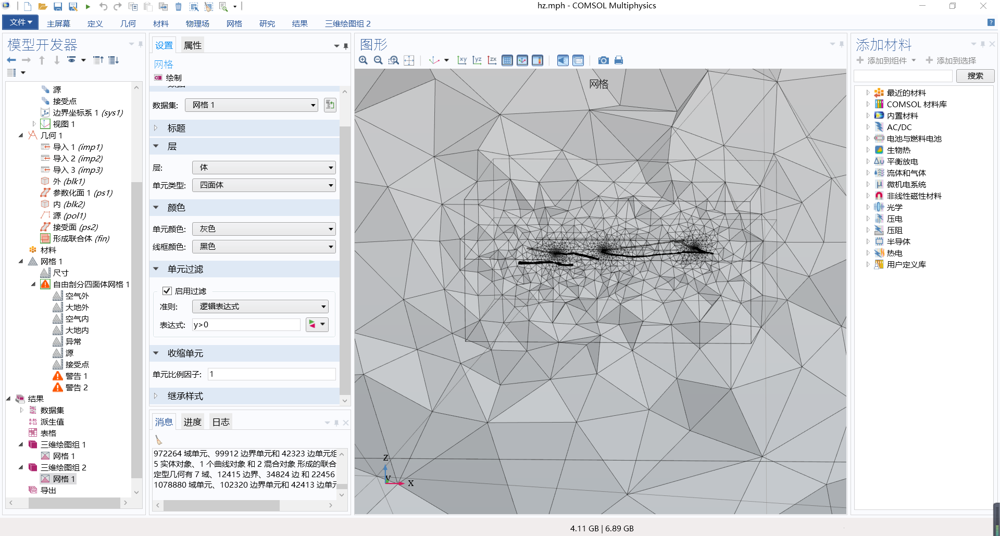 hz.mph - COMSOL Multiphysics
文件 主屏幕 定义 几何 材料 物理场 网格 研究 结果 三维绘图组 2
模型开发器
源
接受点
边界坐标系 1 (sys1)
视图 1
几何 1
导入 1 (imp1)
导入 2 (imp2)
导入 3 (imp3)
外 (blk1)
参数化面 1 (ps1)
内 (blk2)
源 (pol1)
接受面 (ps2)
形成联合体 (fin)
材料
网格 1
尺寸
自由剖分四面体网格 1
空气外
大地外
空气内
大地内
异常
源
接受点
警告 1
警告 2
结果
数据集
派生值
表格
三维绘图组 1
网格 1
三维绘图组 2
网格 1
导出
设置 属性
网格
绘制
数据集: 网格 1
标题
层
层: 体
单元类型: 四面体
颜色
单元颜色: 灰色
线框颜色: 黑色
单元过滤
启用过滤
准则: 逻辑表达式
表达式: y>0
收缩单元
单元比例因子: 1
继承样式
消息 进度 日志
972264 域单元、99912 边界单元和 42323 边单元组
5 实体对象、1 个曲线对象 和 2 混合对象 形成的联合
定型几何有 7 域、12415 边界、34824 边 和 22456
1078880 域单元、102320 边界单元和 42413 边单元
图形
xy yz zx
网格
z
y
x
添加材料
添加到组件 添加到选择
搜索
最近的材料
COMSOL 材料库
内置材料
AC/DC
电池与燃料电池
生物热
平衡放电
流体和气体
微机电系统
非线性磁性材料
光学
压电
压阻
半导体
热电
用户定义库
4.11 GB | 6.89 GB